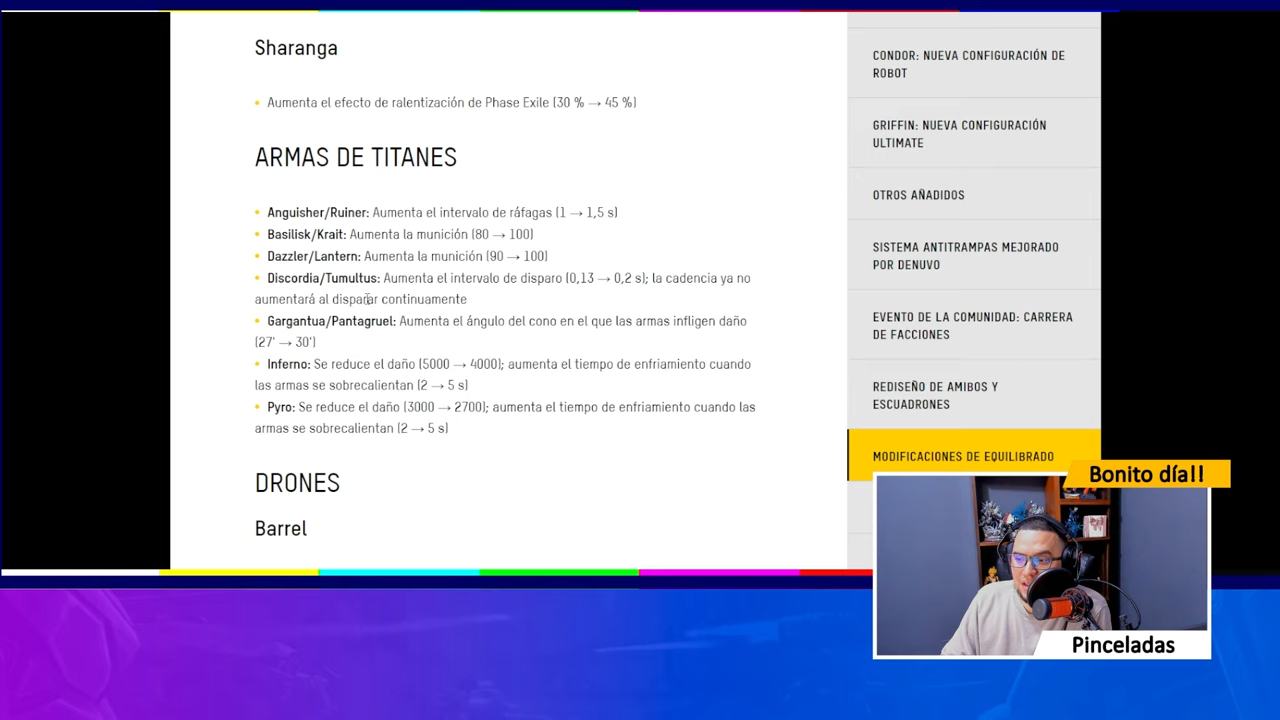 Sharanga
• Aumenta el efecto de ralentización de Phase Exile (30 % → 45 %)
ARMAS DE TITANES
• Anguisher/Ruiner: Aumenta el intervalo de ráfagas (1 → 1,5 s)
• Basilisk/Krait: Aumenta la munición (80 → 100)
• Dazzler/Lantern: Aumenta la munición (90 → 100)
• Discordia/Tumultus: Aumenta el intervalo de disparo (0,13 → 0,2 s); la cadencia ya no
aumentará al disparar continuamente
• Gargantua/Pantagruel: Aumenta el ángulo del cono en el que las armas infligen daño
(27' → 30')
• Inferno: Se reduce el daño (5000 → 4000); aumenta el tiempo de enfriamiento cuando
las armas se sobrecalientan (2 → 5 s)
• Pyro: Se reduce el daño (3000 → 2700); aumenta el tiempo de enfriamiento cuando las
armas se sobrecalientan (2 → 5 s)
DRONES
Barrel
CONDOR: NUEVA CONFIGURACIÓN DE
ROBOT
GRIFFIN: NUEVA CONFIGURACIÓN
ULTIMATE
OTROS AÑADIDOS
SISTEMA ANTITRAMPAS MEJORADO
POR DENUVO
EVENTO DE LA COMUNIDAD: CARRERA
DE FACCIONES
REDISEÑO DE AMIBOS Y
ESCUADRONES
MODIFICACIONES DE EQUILIBRADO
Bonito día!!
Pinceladas